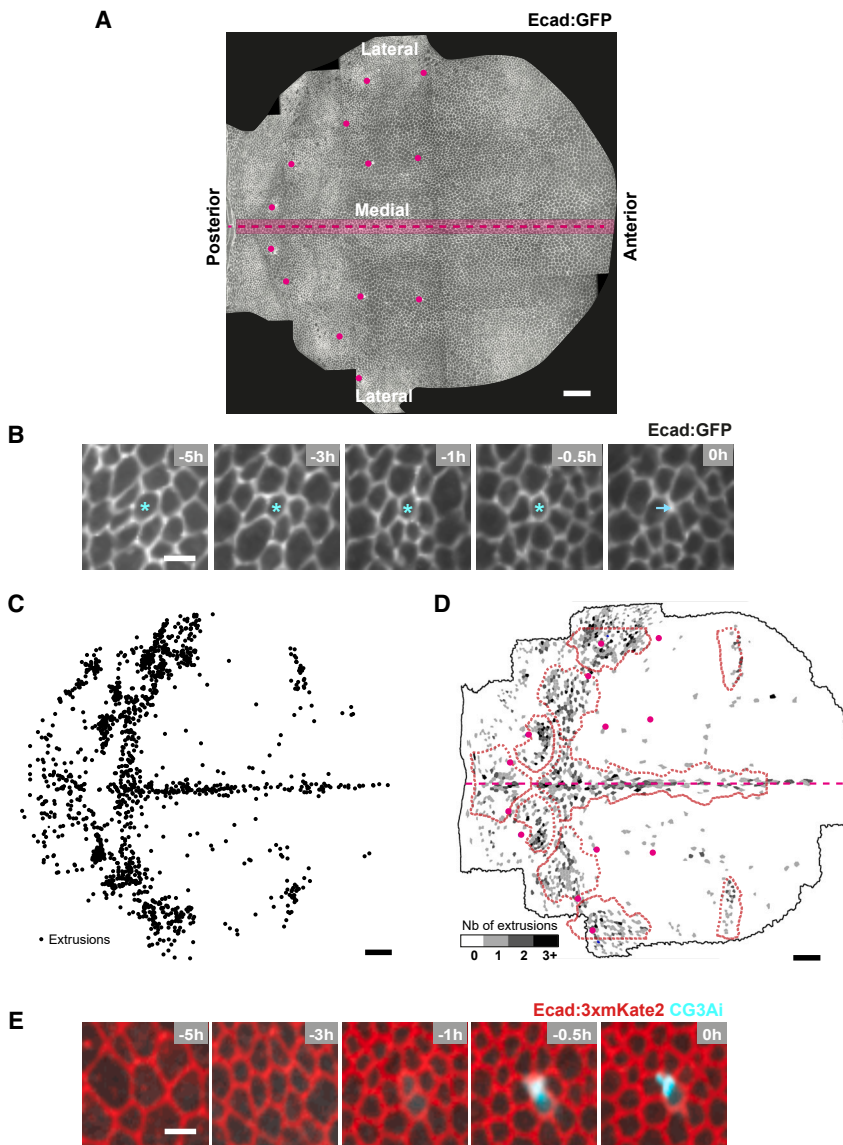 A
Ecad:GFP
Lateral
Posterior
Medial
Anterior
Lateral
B
Ecad:GFP
-5h
-3h
-1h
-0.5h
0h
*
*
*
*
C
• Extrusions
D
Nb of extrusions
0 1 2 3+
E
Ecad:3xmKate2 CG3Ai
-5h
-3h
-1h
-0.5h
0h